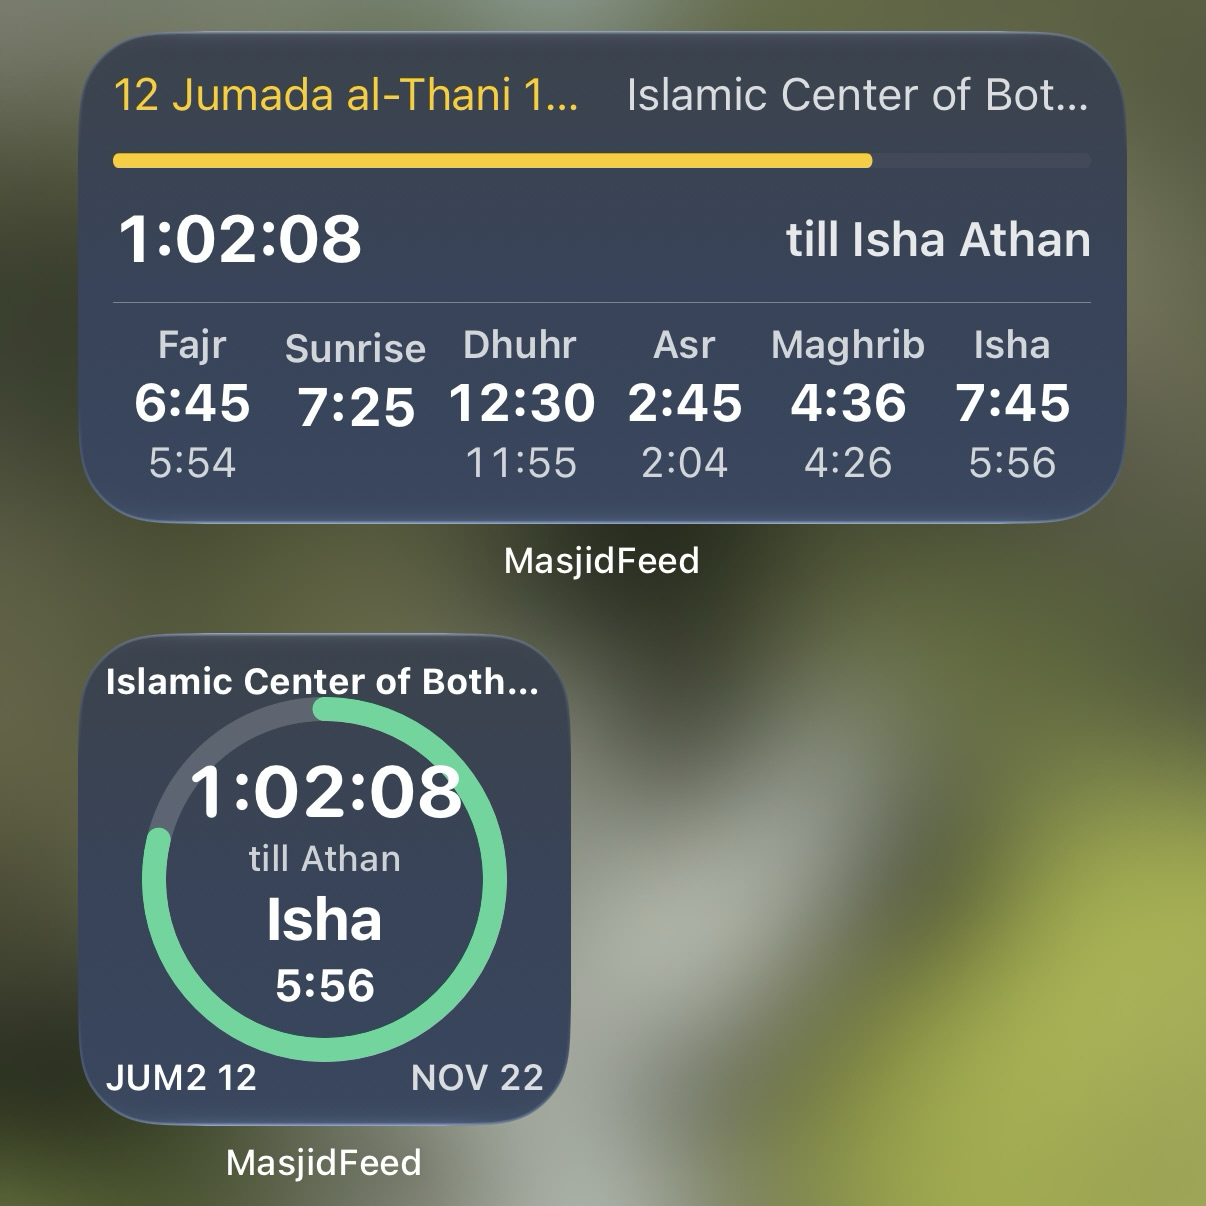 12 Jumada al-Thani 1... Islamic Center of Bot...
1:02:08 till Isha Athan
Fajr Sunrise Dhuhr Asr Maghrib Isha
6:45 7:25 12:30 2:45 4:36 7:45
5:54 11:55 2:04 4:26 5:56
MasjidFeed
Islamic Center of Both...
1:02:08
till Athan
Isha
5:56
JUM2 12 NOV 22
MasjidFeed